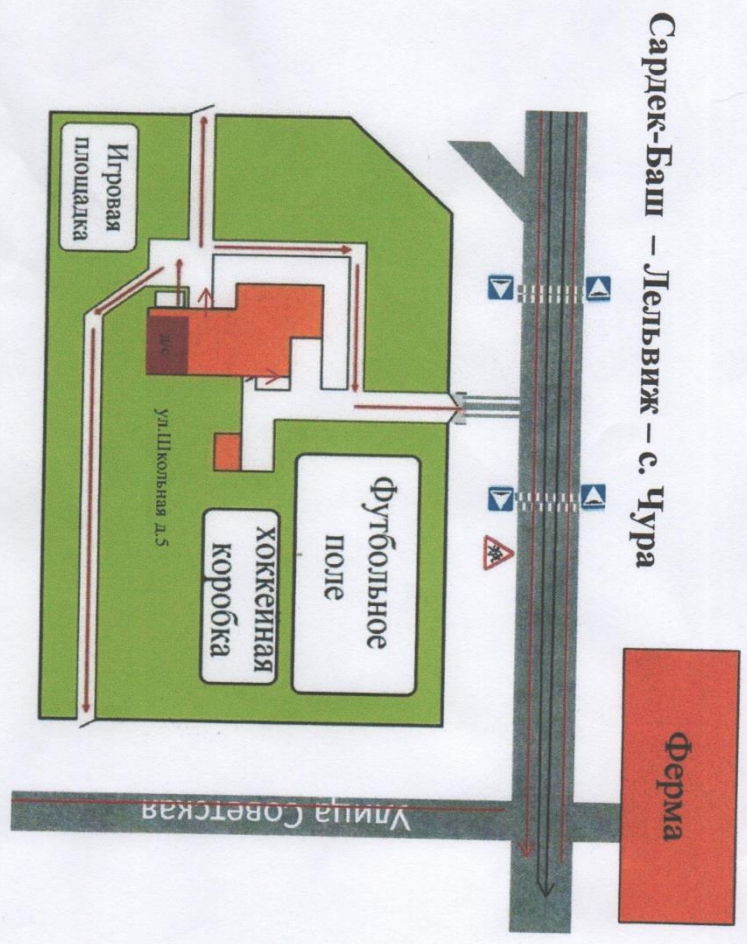 Сардек-Баш – Лельвиж – с. Чура
Ферма
Футбольное
поле
хоккейная
коробка
Игровая
площадка
д/с
ул.Школьная д.5
Улица Советская